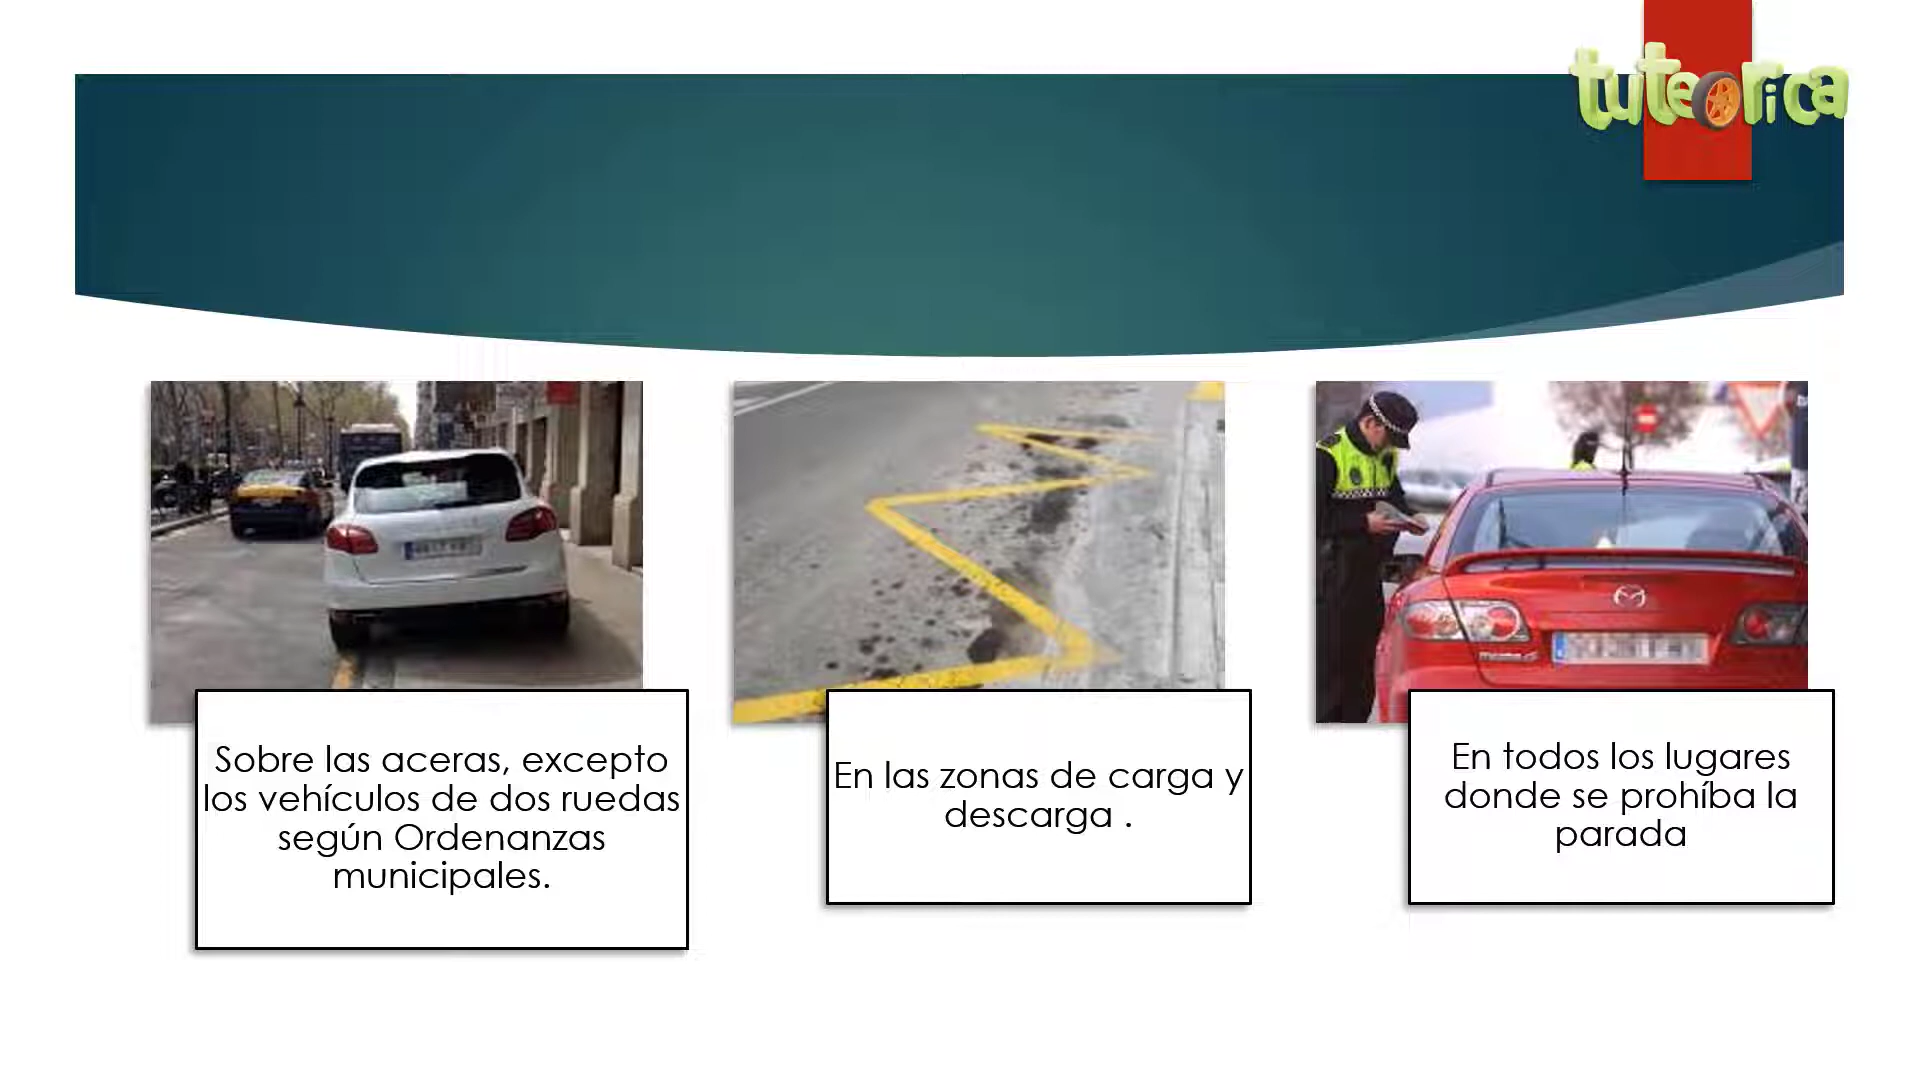 tuteorica
Sobre las aceras, excepto
los vehículos de dos ruedas
según Ordenanzas
municipales.
En las zonas de carga y
descarga .
En todos los lugares
donde se prohíba la
parada